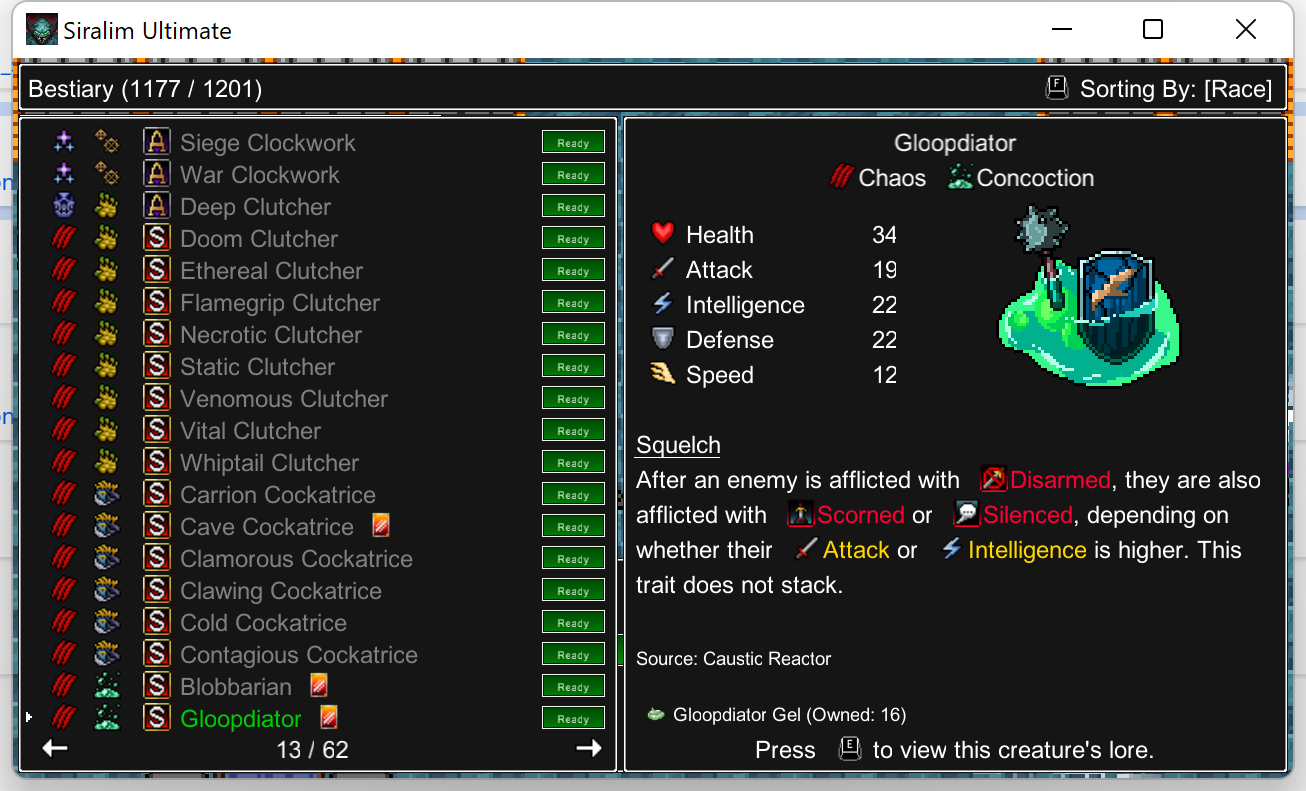 Siralim Ultimate
Bestiary (1177 / 1201)
F Sorting By: [Race]
A Siege Clockwork Ready
A War Clockwork Ready
A Deep Clutcher Ready
S Doom Clutcher Ready
S Ethereal Clutcher Ready
S Flamegrip Clutcher Ready
S Necrotic Clutcher Ready
S Static Clutcher Ready
S Venomous Clutcher Ready
S Vital Clutcher Ready
S Whiptail Clutcher Ready
S Carrion Cockatrice Ready
S Cave Cockatrice Ready
S Clamorous Cockatrice Ready
S Clawing Cockatrice Ready
S Cold Cockatrice Ready
S Contagious Cockatrice Ready
S Blobbarian Ready
S Gloopdiator Ready
13 / 62
Gloopdiator
Chaos Concoction
Health 34
Attack 19
Intelligence 22
Defense 22
Speed 12
Squelch
After an enemy is afflicted with Disarmed, they are also
afflicted with Scorned or Silenced, depending on
whether their Attack or Intelligence is higher. This
trait does not stack.
Source: Caustic Reactor
Gloopdiator Gel (Owned: 16)
Press E to view this creature's lore.